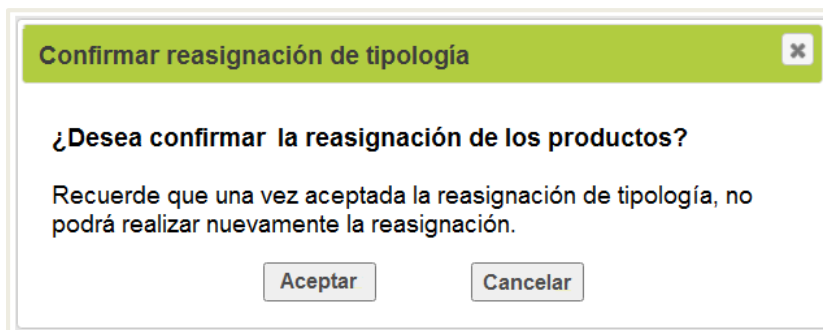 Confirmar reasignación de tipología
¿Desea confirmar la reasignación de los productos?
Recuerde que una vez aceptada la reasignación de tipología, no
podrá realizar nuevamente la reasignación.
Aceptar Cancelar